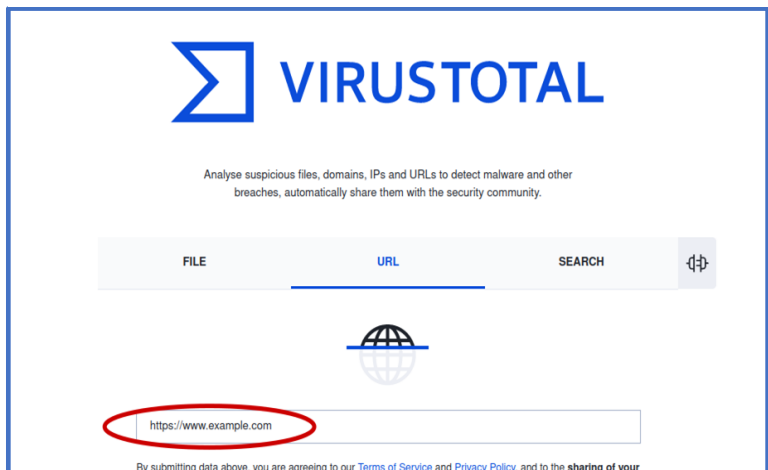 VIRUSTOTAL
Analyse suspicious files, domains, IPs and URLs to detect malware and other
breaches, automatically share them with the security community.
FILE URL SEARCH
https://www.example.com
By submitting data above, you are agreeing to our Terms of Service and Privacy Policy, and to the sharing of your